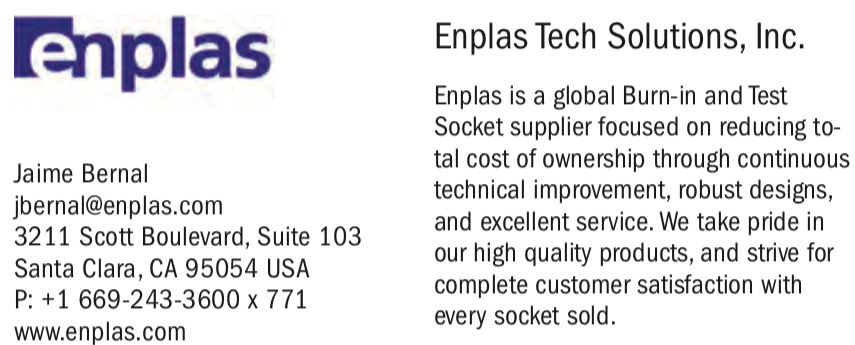 enplas
Jaime Bernal
jbernal@enplas.com
3211 Scott Boulevard, Suite 103
Santa Clara, CA 95054 USA
P: +1 669-243-3600 x 771
www.enplas.com
Enplas Tech Solutions, Inc.
Enplas is a global Burn-in and Test
Socket supplier focused on reducing to-
tal cost of ownership through continuous
technical improvement, robust designs,
and excellent service. We take pride in
our high quality products, and strive for
complete customer satisfaction with
every socket sold.